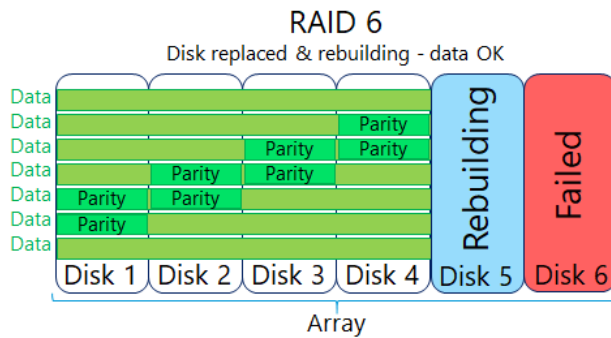 RAID 6
Disk replaced & rebuilding - data OK
Data
Data Parity
Data Parity Parity
Data Parity Parity
Data Parity Parity
Data Parity
Data
Rebuilding
Failed
Disk 1 Disk 2 Disk 3 Disk 4 Disk 5 Disk 6
Array